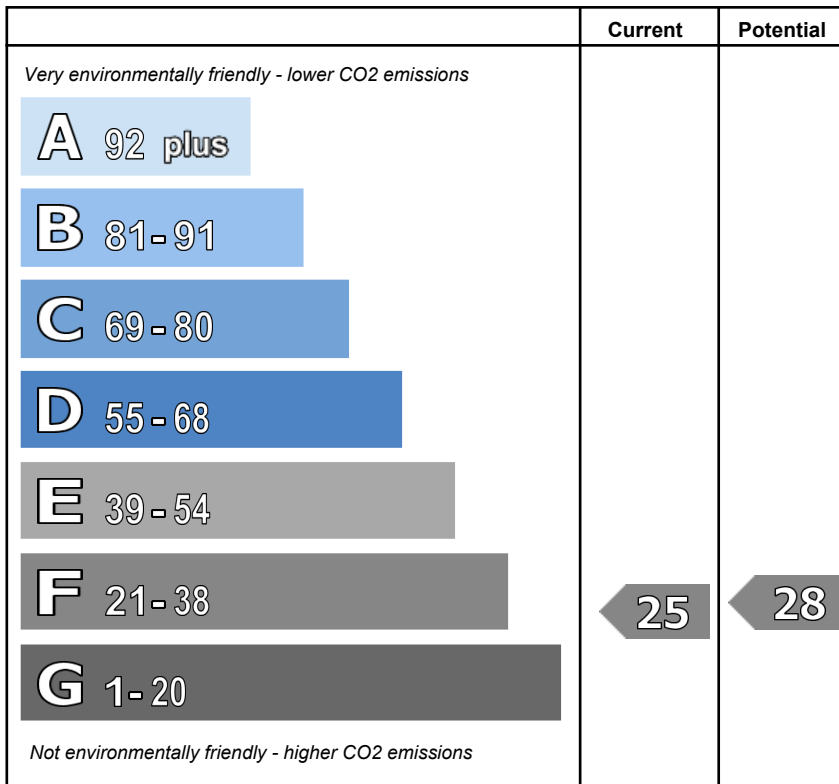 Current Potential
Very environmentally friendly - lower CO2 emissions
A 92 plus
B 81-91
C 69-80
D 55-68
E 39-54
F 21-38
25
28
G 1-20
Not environmentally friendly - higher CO2 emissions